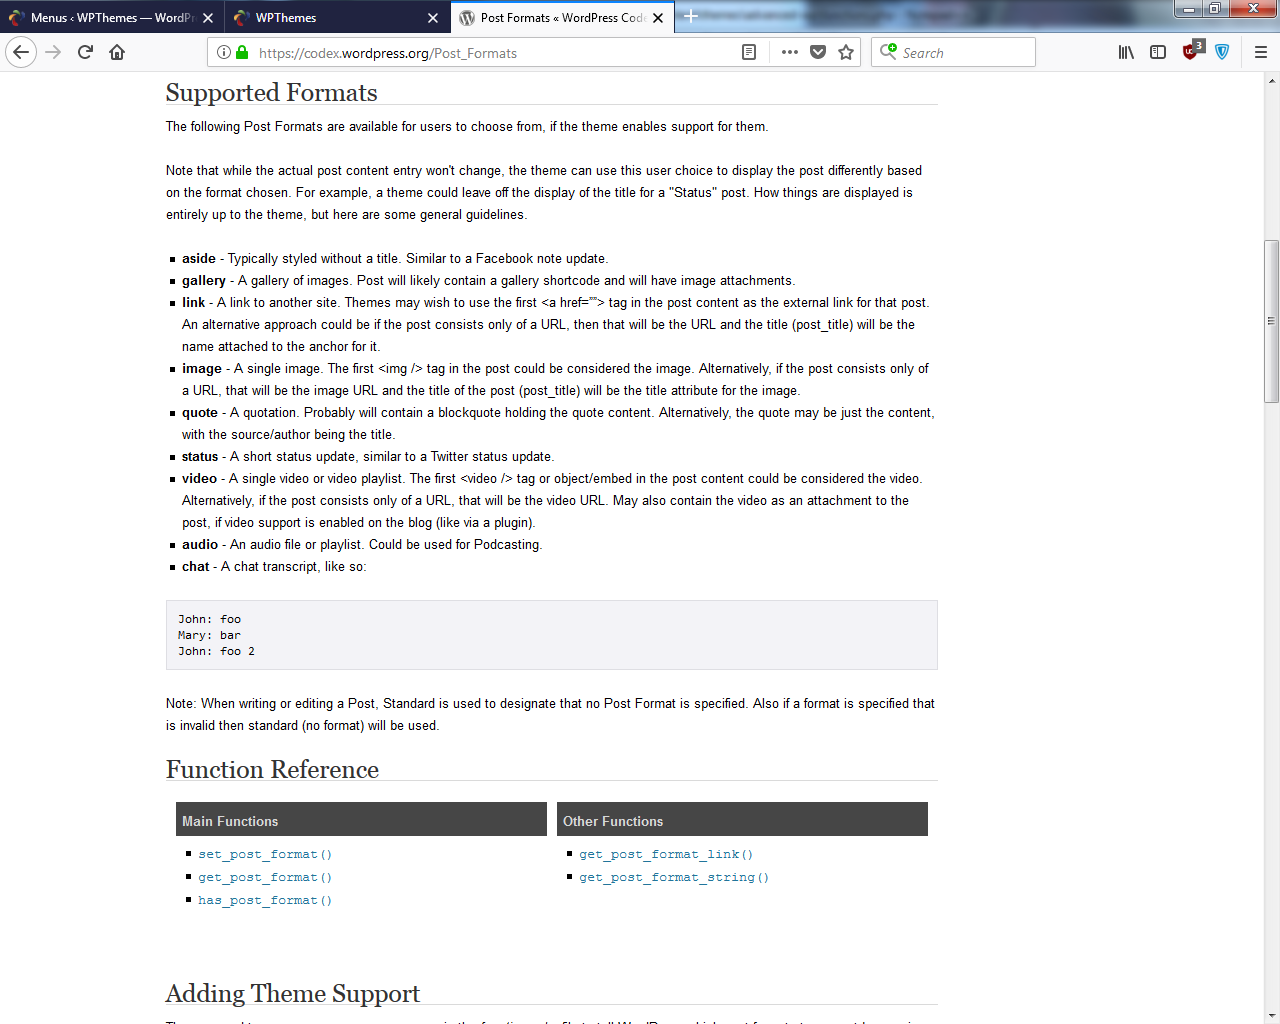 Menus ‹ WPThemes — WordPr
WPThemes
Post Formats « WordPress Code
https://codex.wordpress.org/Post_Formats
Search
3
Supported Formats
The following Post Formats are available for users to choose from, if the theme enables support for them.
Note that while the actual post content entry won't change, the theme can use this user choice to display the post differently based
on the format chosen. For example, a theme could leave off the display of the title for a "Status" post. How things are displayed is
entirely up to the theme, but here are some general guidelines.
aside - Typically styled without a title. Similar to a Facebook note update.
gallery - A gallery of images. Post will likely contain a gallery shortcode and will have image attachments.
link - A link to another site. Themes may wish to use the first <a href=””> tag in the post content as the external link for that post.
An alternative approach could be if the post consists only of a URL, then that will be the URL and the title (post_title) will be the
name attached to the anchor for it.
image - A single image. The first <img /> tag in the post could be considered the image. Alternatively, if the post consists only of
a URL, that will be the image URL and the title of the post (post_title) will be the title attribute for the image.
quote - A quotation. Probably will contain a blockquote holding the quote content. Alternatively, the quote may be just the content,
with the source/author being the title.
status - A short status update, similar to a Twitter status update.
video - A single video or video playlist. The first <video /> tag or object/embed in the post content could be considered the video.
Alternatively, if the post consists only of a URL, that will be the video URL. May also contain the video as an attachment to the
post, if video support is enabled on the blog (like via a plugin).
audio - An audio file or playlist. Could be used for Podcasting.
chat - A chat transcript, like so:
John: foo
Mary: bar
John: foo 2
Note: When writing or editing a Post, Standard is used to designate that no Post Format is specified. Also if a format is specified that
is invalid then standard (no format) will be used.
Function Reference
Main Functions
set_post_format()
get_post_format()
has_post_format()
Other Functions
get_post_format_link()
get_post_format_string()
Adding Theme Support